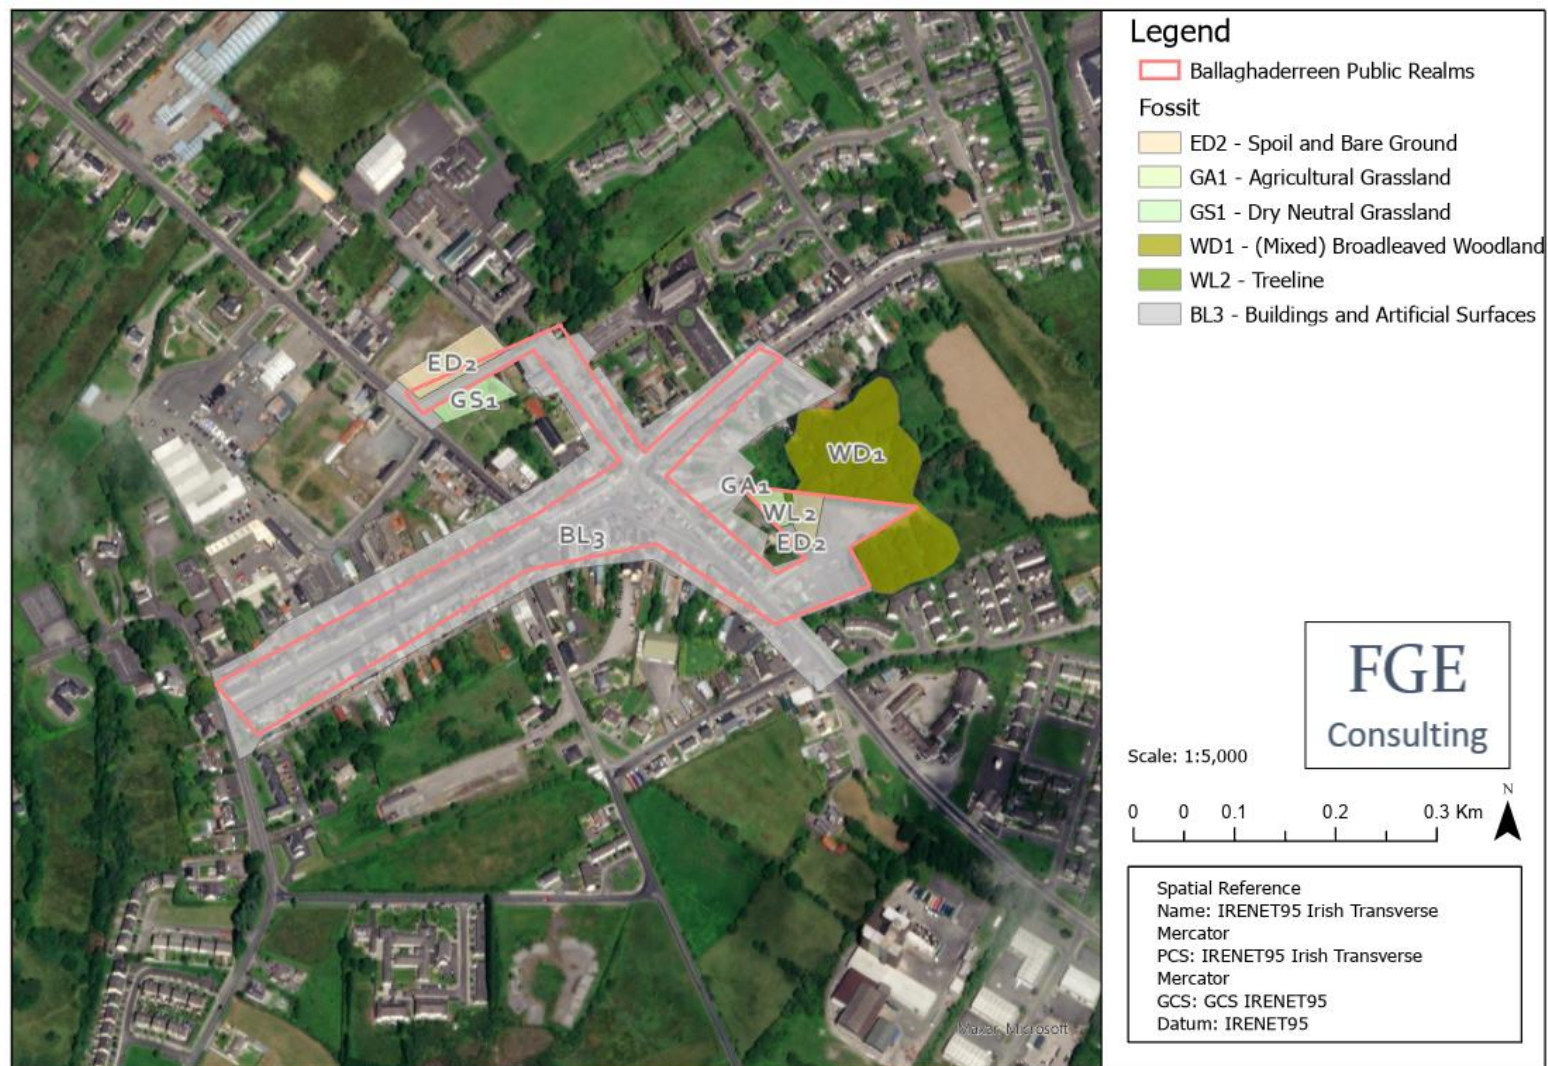 Legend
Ballaghaderreen Public Realms
Fossit
ED2 - Spoil and Bare Ground
GA1 - Agricultural Grassland
GS1 - Dry Neutral Grassland
WD1 - (Mixed) Broadleaved Woodland
WL2 - Treeline
BL3 - Buildings and Artificial Surfaces
ED2
GS1
WD1
GA1
WL2
BL3
ED2
FGE
Consulting
Scale: 1:5,000
N
0 0 0.1 0.2 0.3 Km
Spatial Reference
Name: IRENET95 Irish Transverse
Mercator
PCS: IRENET95 Irish Transverse
Mercator
GCS: GCS IRENET95
Datum: IRENET95
Maxar, Microsoft